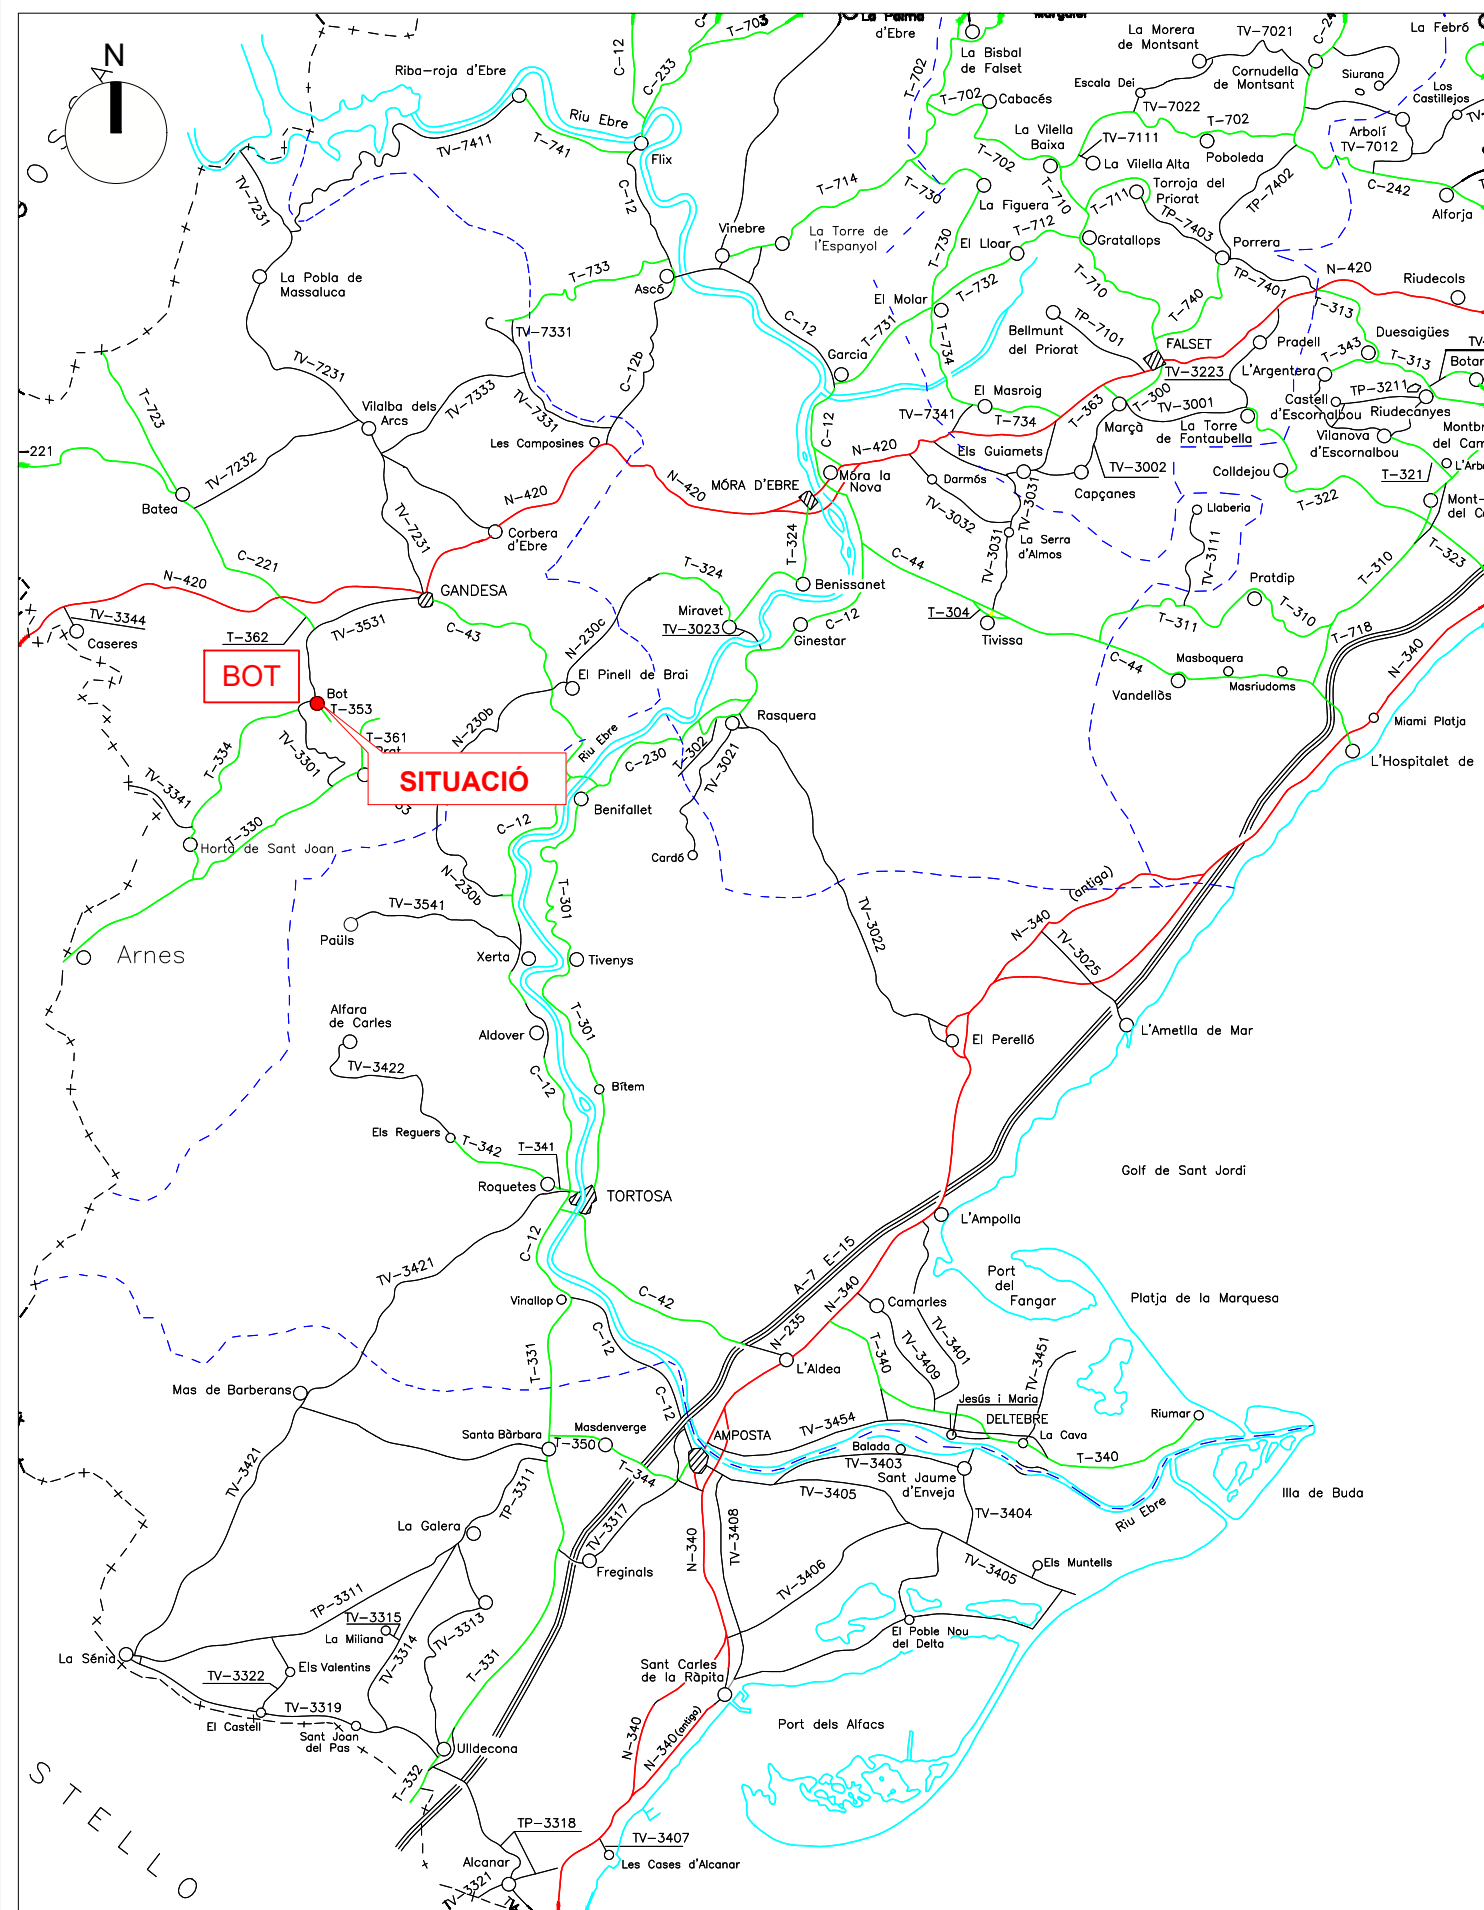 N
La Palma
d'Ebre
Margalef
La Bisbal
de Falset
La Morera
de Montsant
TV-7021
C-24
La Febró
C-12
T-703
C-233
T-702
Riba-roja d'Ebre
Escala Dei
Cornudella
de Montsant
Siurana
Los
Castillejos
T-702
Cabacés
TV-7022
T-702
Riu Ebre
La Vilella
Baixa
TV-7111
Arbolí
TV-7012
TV-7411
T-741
Flix
La Vilella Alta
Poboleda
T-702
C-242
TV-7231
C-12
T-714
T-730
La Figuera
T-710
T-711
Torroja del
Priorat
TP-7402
Alforja
Vinebre
La Torre de
l'Espanyol
T-730
El Lloar
T-712
Gratallops
TP-7403
Porrera
La Pobla de
Massaluca
T-733
Ascó
T-732
T-710
T-740
TP-7401
N-420
Riudecols
El Molar
T-731
Bellmunt
del Priorat
TP-7101
T-313
TV-7331
C-12
Garcia
T-734
FALSET
TV-3223
Pradell
Duesaigües
T-343
T-313
L'Argentera
TV-7231
C-12b
T-723
Vilalba dels
Arcs
TV-7333
TV-7331
El Masroig
T-363
T-300
TV-3001
Castell
d'Escornalbou
TP-3211
Riudecanyes
TV-7341
T-734
Marçà
La Torre
de Fontaubella
Vilanova
d'Escornalbou
-221
Les Camposines
C-12
N-420
Els Guiamets
TV-3002
Colldejou
T-321
TV-7232
Batea
N-420
N-420
MÓRA D'EBRE
Móra la
Nova
Darmós
TV-3031
Capçanes
T-322
Llaberia
Corbera
d'Ebre
TV-7231
TV-3032
TV-3031
La Serra
d'Almos
TV-3111
T-310
T-323
C-221
T-324
C-44
N-420
GANDESA
T-324
Benissanet
Pratdip
T-310
TV-3344
Caseres
T-362
TV-3531
C-43
N-230c
Miravet
TV-3023
Ginestar
C-12
T-304
Tivissa
T-311
T-718
C-44
Masboquera
Masriudoms
Vandellòs
N-340
BOT
Bot
T-353
El Pinell de Brai
Miami Platja
T-361
N-230b
Riu Ebre
Rasquera
T-334
TV-3301
T-302
TV-3021
C-230
L'Hospitalet de
SITUACIÓ
TV-3341
Benifallet
C-12
T-330
Horta de Sant Joan
Cardó
N-230b
T-301
TV-3541
TV-3022
(antiga)
N-340
Paüls
TV-3025
Arnes
Xerta
Tivenys
Alfara
de Carles
Aldover
T-301
El Perelló
L'Ametlla de Mar
TV-3422
C-12
Bítem
Els Reguers
T-342
T-341
Golf de Sant Jordi
Roquetes
TORTOSA
L'Ampolla
C-12
TV-3421
A-7 E-15
Port
del
Fangar
Vinallop
C-42
N-340
Camarles
Platja de la Marquesa
C-12
N-235
T-331
L'Aldea
T-340
TV-3409
TV-3401
TV-3451
Mas de Barberans
C-12
Jesús i Maria
DELTEBRE
Riumar
Santa Bàrbara
Masdenverge
T-350
AMPOSTA
TV-3454
Balada
La Cava
T-340
TV-3403
TV-3421
TP-3311
T-344
TV-3405
Sant Jaume
d'Enveja
Illa de Buda
Riu Ebre
TV-3404
La Galera
TV-3317
N-340
TV-3408
Freginals
TV-3406
TV-3405
Els Muntells
TP-3311
TV-3315
La Miliana
TV-3313
TV-3314
El Poble Nou
del Delta
La Sénia
Els Valentins
T-331
Sant Carles
de la Ràpita
TV-3322
TV-3319
El Castell
Sant Joan
del Pas
N-340
N-340(antiga)
Port dels Alfacs
Ulldecona
T-332
STELLO
TP-3318
TV-3407
Alcanar
Les Cases d'Alcanar
TV-3321